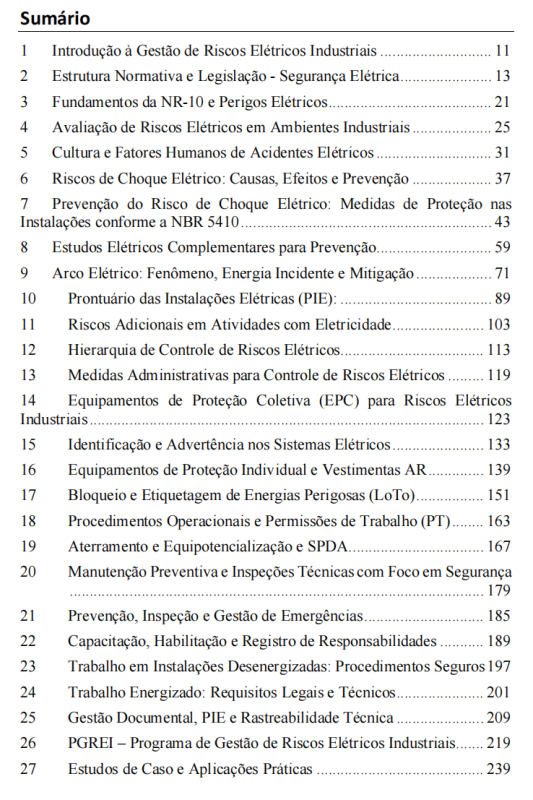 Sumário
1 Introdução à Gestão de Riscos Elétricos Industriais ........................... 11
2 Estrutura Normativa e Legislação - Segurança Elétrica...................... 13
3 Fundamentos da NR-10 e Perigos Elétricos........................................ 21
4 Avaliação de Riscos Elétricos em Ambientes Industriais .................... 25
5 Cultura e Fatores Humanos de Acidentes Elétricos ............................ 31
6 Riscos de Choque Elétrico: Causas, Efeitos e Prevenção .................... 37
7 Prevenção do Risco de Choque Elétrico: Medidas de Proteção nas
Instalações conforme a NBR 5410.............................................................. 43
8 Estudos Elétricos Complementares para Prevenção............................ 59
9 Arco Elétrico: Fenômeno, Energia Incidente e Mitigação .................. 71
10 Prontuário das Instalações Elétricas (PIE): ..................................... 89
11 Riscos Adicionais em Atividades com Eletricidade...................... 103
12 Hierarquia de Controle de Riscos Elétricos.................................. 113
13 Medidas Administrativas para Controle de Riscos Elétricos ......... 119
14 Equipamentos de Proteção Coletiva (EPC) para Riscos Elétricos
Industriais................................................................................................ 123
15 Identificação e Advertência nos Sistemas Elétricos ...................... 133
16 Equipamentos de Proteção Individual e Vestimentas AR............. 139
17 Bloqueio e Etiquetagem de Energias Perigosas (LoTo)................ 151
18 Procedimentos Operacionais e Permissões de Trabalho (PT)........ 163
19 Aterramento e Equipotencialização e SPDA................................. 167
20 Manutenção Preventiva e Inspeções Técnicas com Foco em Segurança
.................................................................................................... 179
21 Prevenção, Inspeção e Gestão de Emergências............................. 185
22 Capacitação, Habilitação e Registro de Responsabilidades ........... 189
23 Trabalho em Instalações Desenergizadas: Procedimentos Seguros 197
24 Trabalho Energizado: Requisitos Legais e Técnicos..................... 201
25 Gestão Documental, PIE e Rastreabilidade Técnica ..................... 209
26 PGREI – Programa de Gestão de Riscos Elétricos Industriais....... 219
27 Estudos de Caso e Aplicações Práticas ........................................ 239